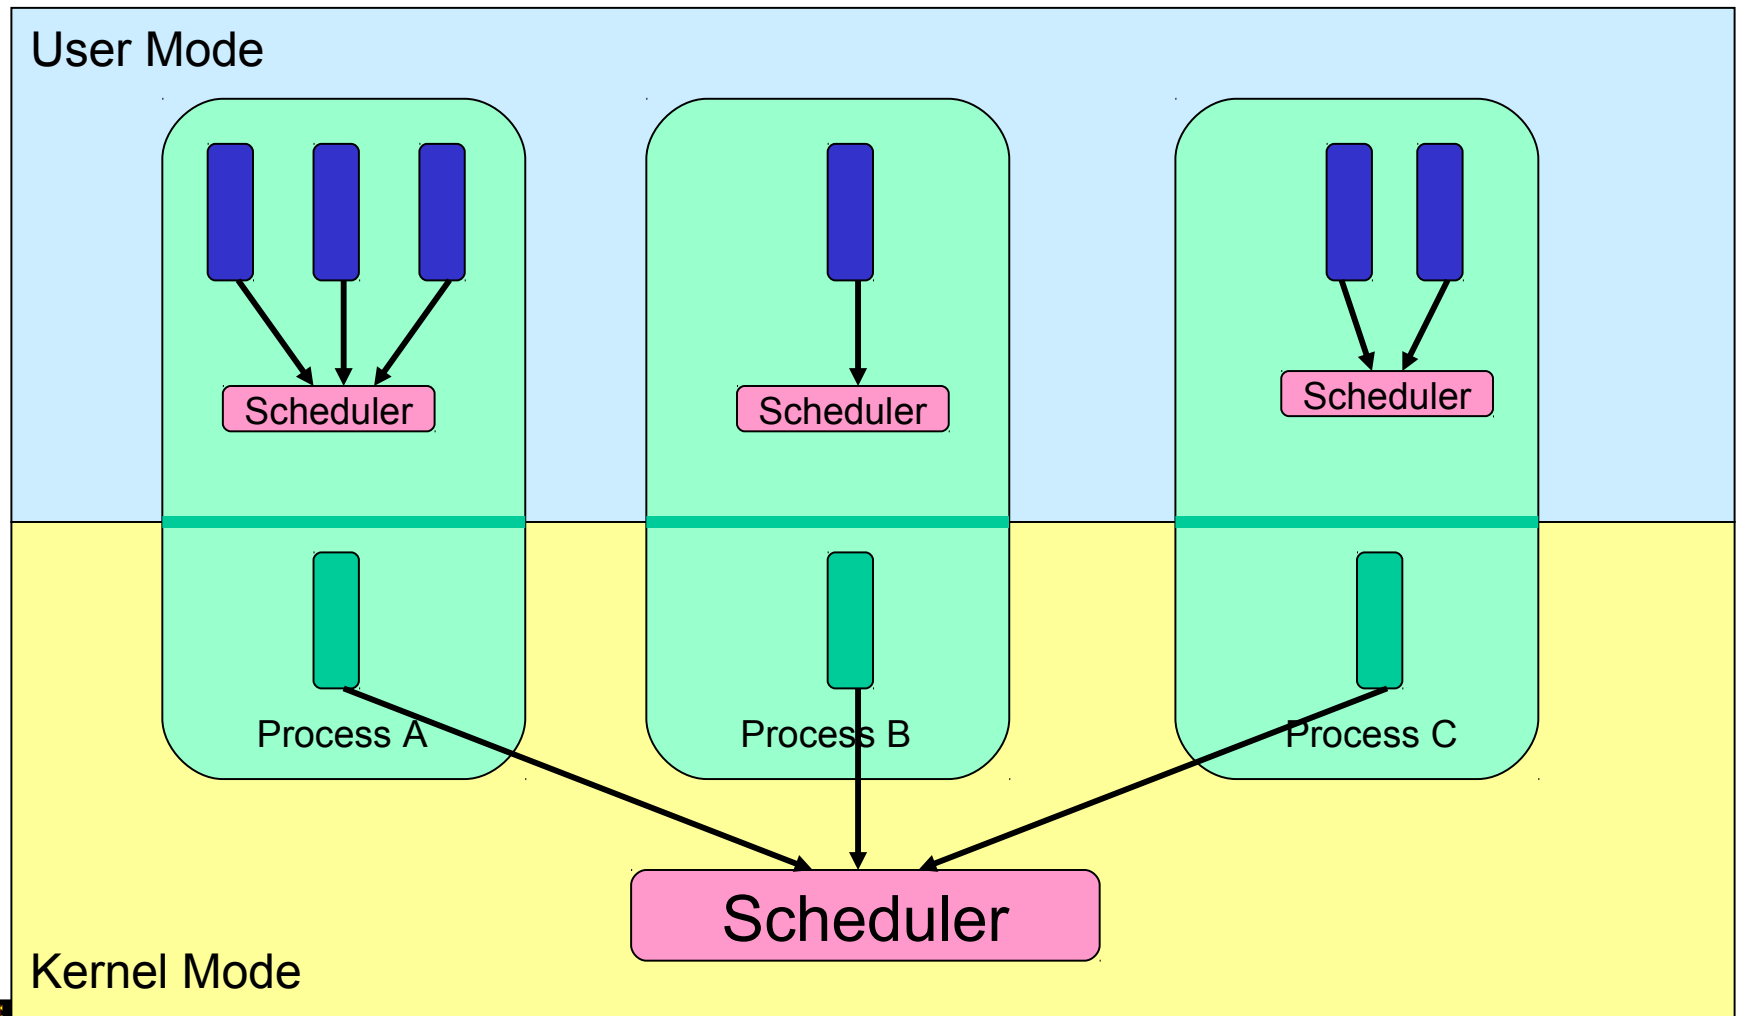 User Mode
Scheduler
Scheduler
Scheduler
Process A
Process B
Process C
Scheduler
Kernel Mode